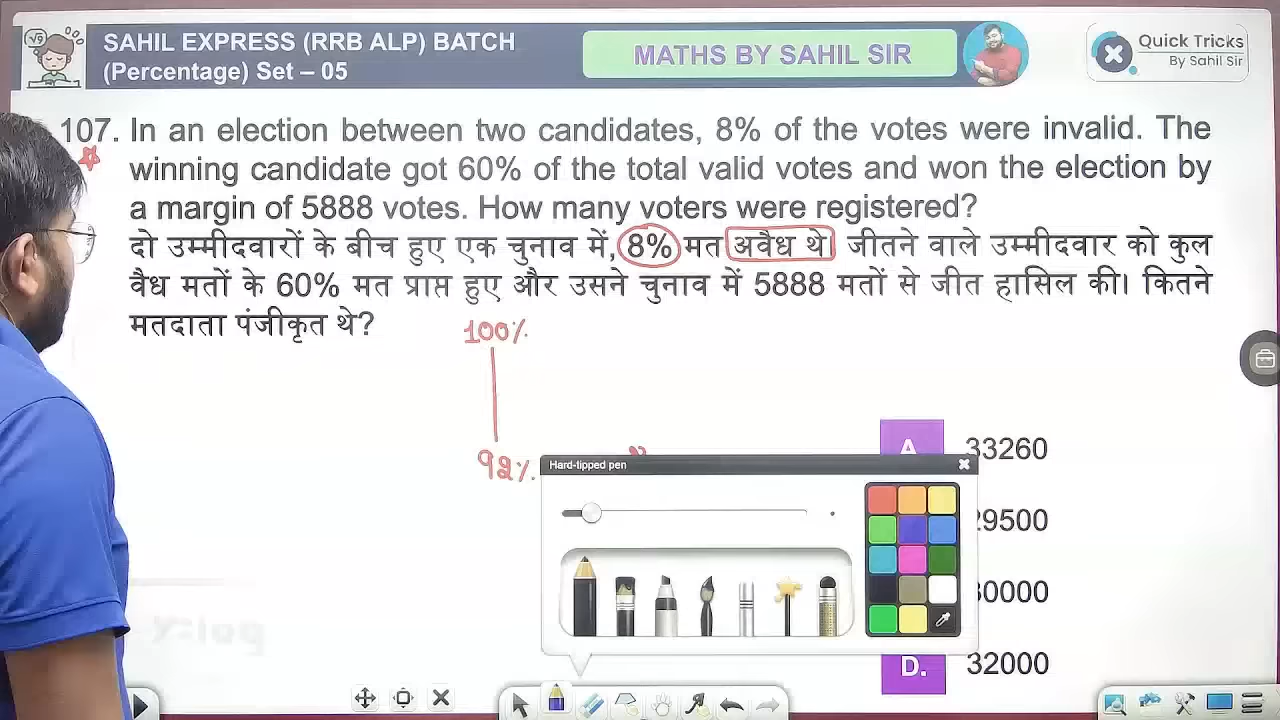 SAHIL EXPRESS (RRB ALP) BATCH
(Percentage) Set – 05
MATHS BY SAHIL SIR
Quick Tricks
By Sahil Sir
107. In an election between two candidates, 8% of the votes were invalid. The
winning candidate got 60% of the total valid votes and won the election by
a margin of 5888 votes. How many voters were registered?
दो उम्मीदवारों के बीच हुए एक चुनाव में, 8% मत अवैध थे। जीतने वाले उम्मीदवार को कुल
वैध मतों के 60% मत प्राप्त हुए और उसने चुनाव में 5888 मतों से जीत हासिल की। कितने
मतदाता पंजीकृत थे?
100%
92%
Hard-tipped pen
A. 33260
9500
0000
D. 32000